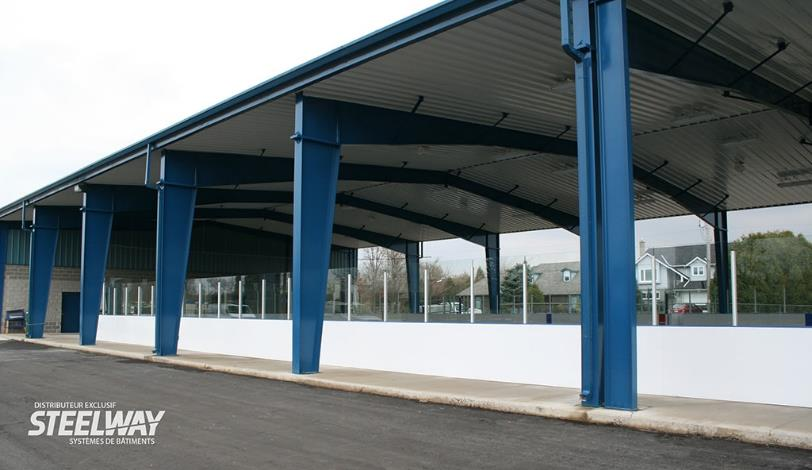 DISTRIBUTEUR EXCLUSIF
STEELWAY
SYSTÈMES DE BÂTIMENTS